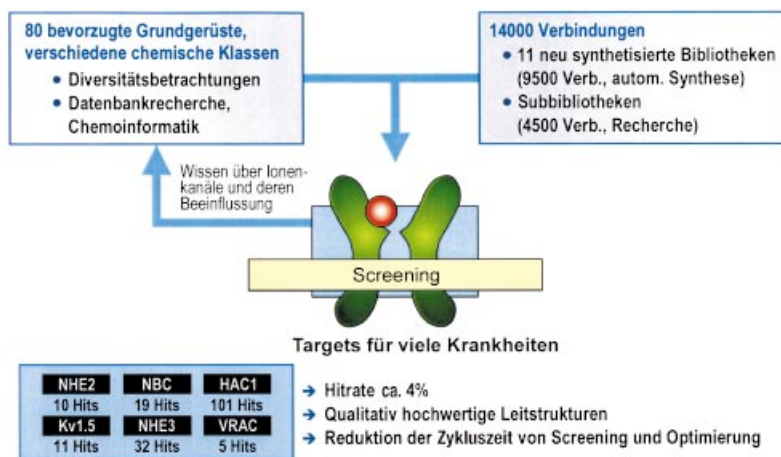 80 bevorzugte Grundgerüste,
verschiedene chemische Klassen
• Diversitätsbetrachtungen
• Datenbankrecherche,
Chemoinformatik
14000 Verbindungen
• 11 neu synthetisierte Bibliotheken
(9500 Verb., autom. Synthese)
• Subbibliotheken
(4500 Verb., Recherche)
Wissen über Ionen-
kanäle und deren
Beeinflussung
Screening
Targets für viele Krankheiten
NHE2 NBC HAC1
10 Hits 19 Hits 101 Hits
Kv1.5 NHE3 VRAC
11 Hits 32 Hits 5 Hits
→ Hitrate ca. 4%
→ Qualitativ hochwertige Leitstrukturen
→ Reduktion der Zykluszeit von Screening und Optimierung